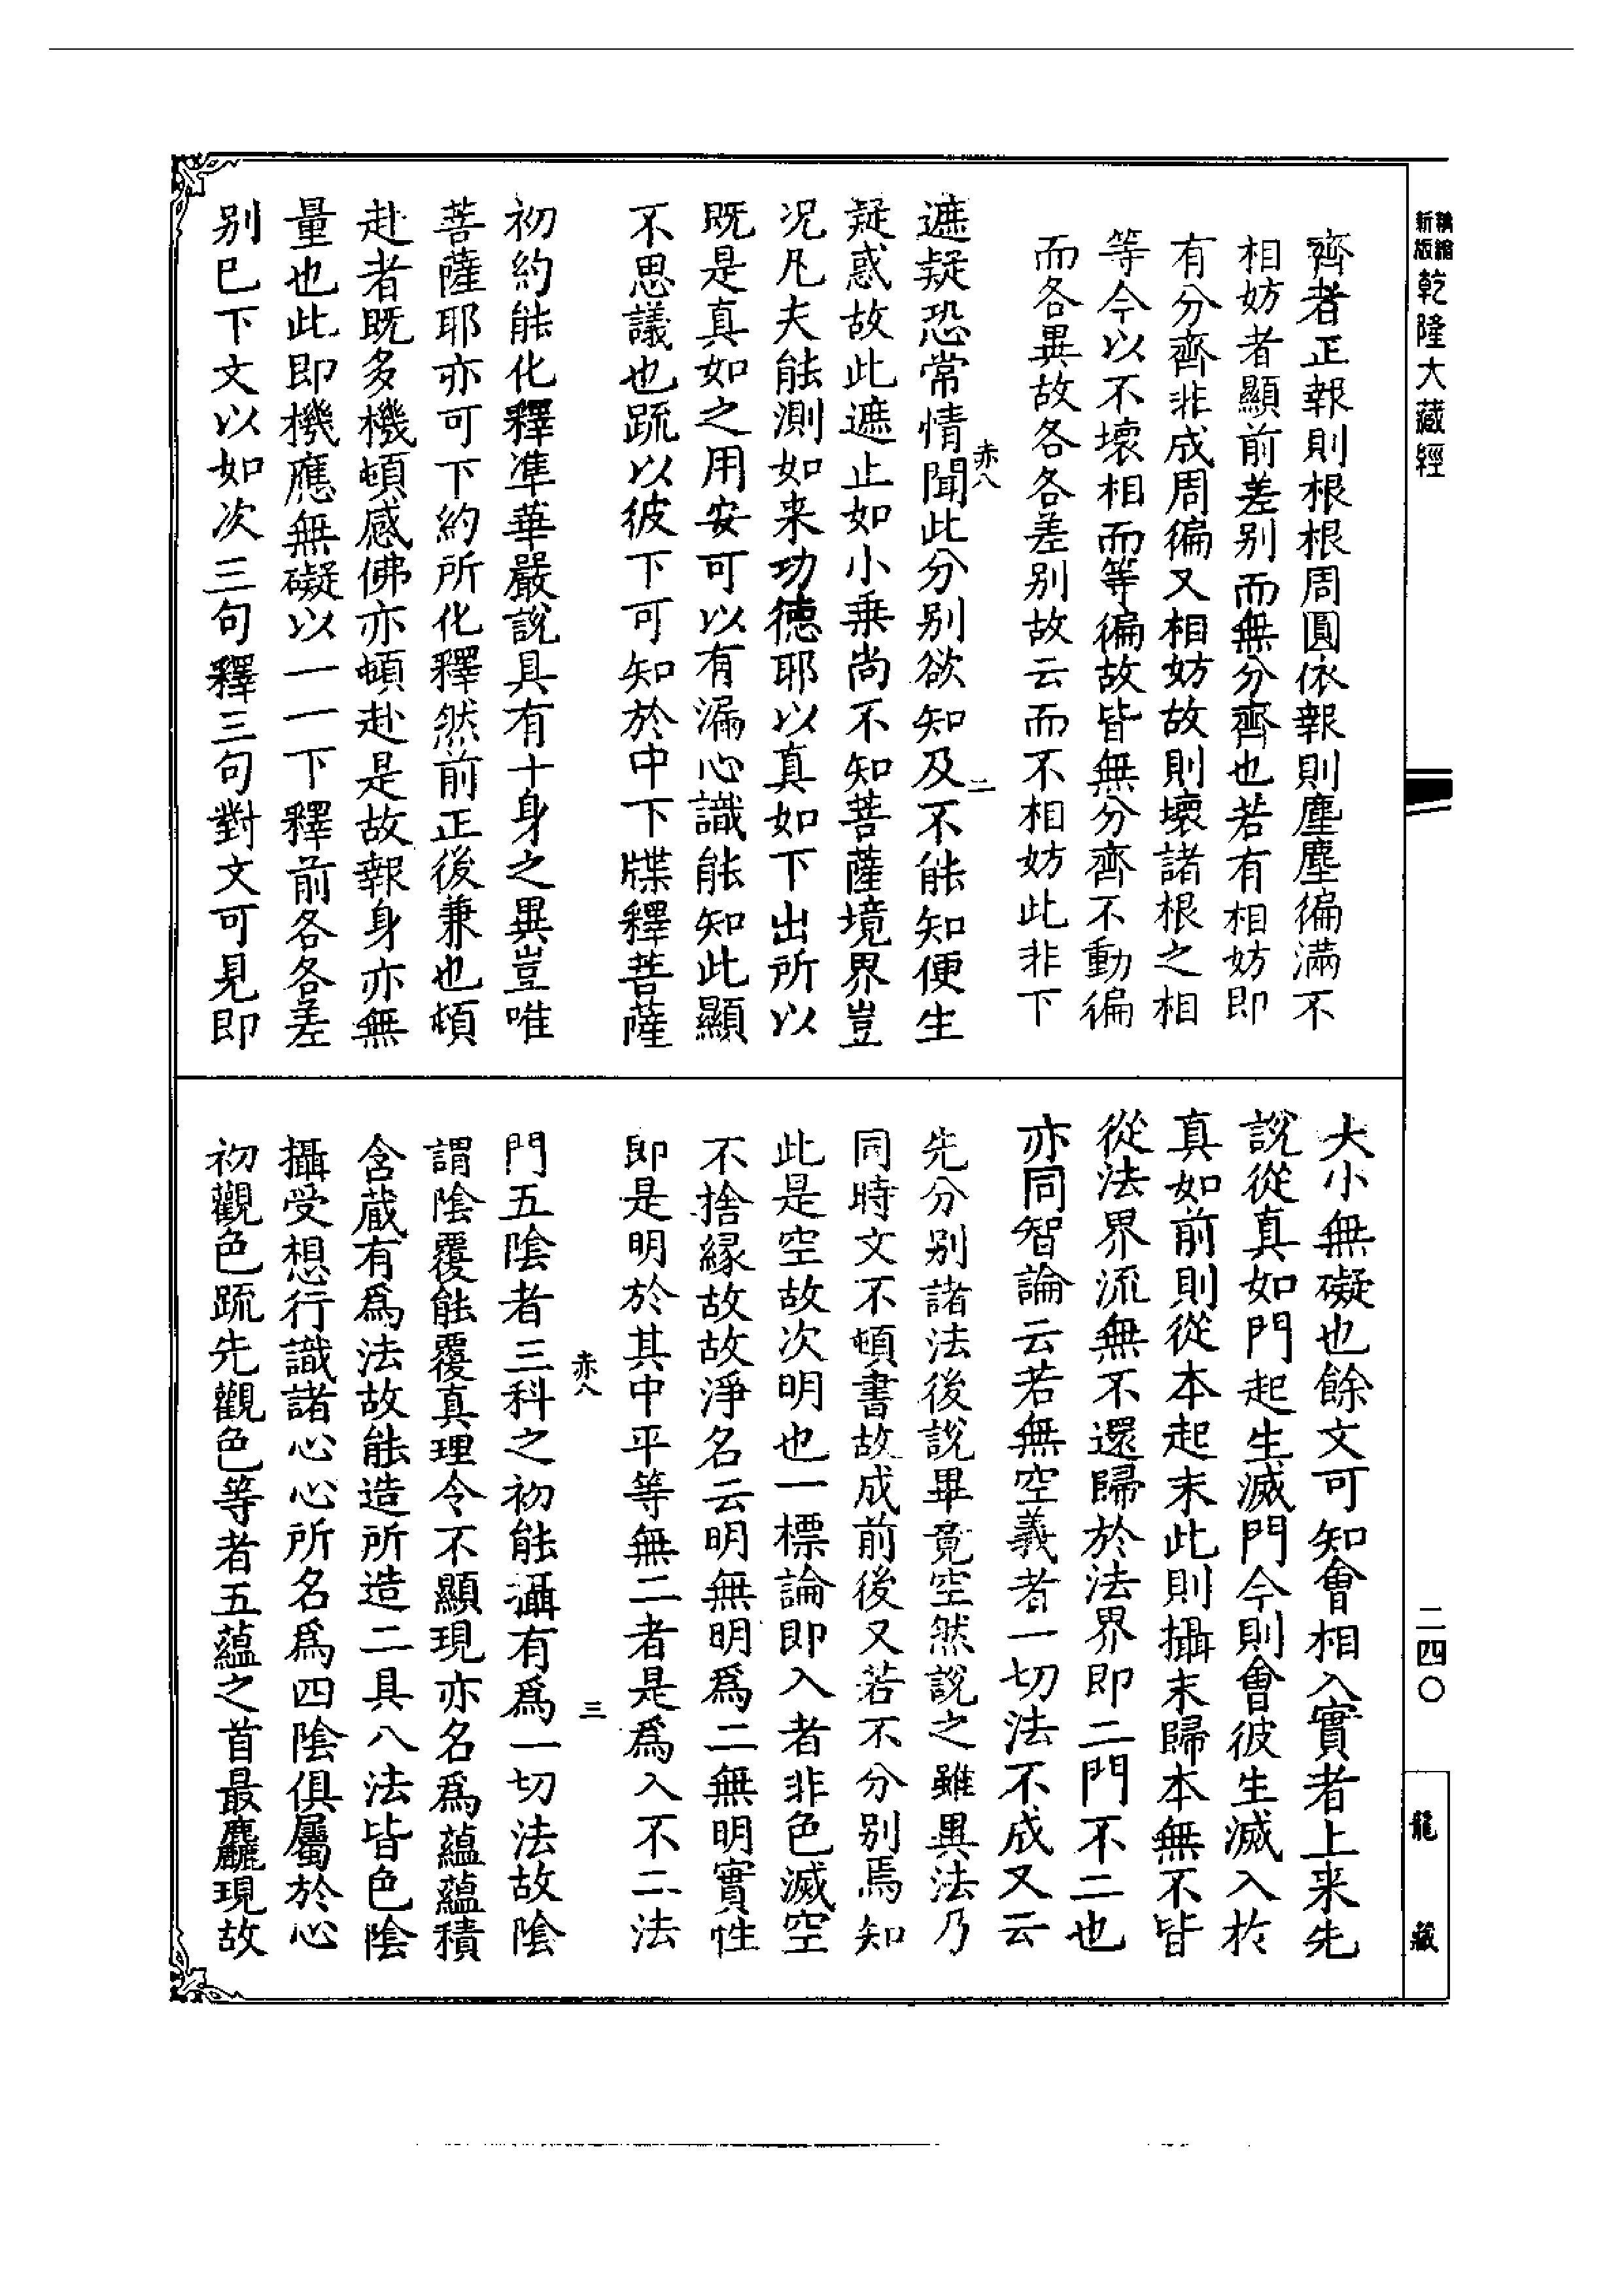 新版精縮
乾隆大藏經
齊者正報則根根周圓依報則塵塵徧滿不
相妨者顯前差别而無分齊也若有相妨即
有分齊非成周徧又相妨故則壞諸根之相
等今以不壞相而等徧故皆無分齊不動徧
而各異故各各差别故云而不相妨此非下
遮疑恐常情聞此分别欲知及不能知便生
疑惑故此遮止如小乗尚不知菩薩境界豈
况凡夫能測如来功德耶以真如下出所以
既是真如之用安可以有漏心識能知此顯
不思議也䟽以彼下可知於中下牒釋菩薩
初約能化釋準華嚴説具有十身之異豈唯
菩薩耶亦可下約所化釋然前正後兼也頓
赴者既多機頓感佛亦頓赴是故報身亦無
量也此即機應無礙以一一下釋前各各差
别巳下文以如次三句釋三句對文可見即
赤八
二
大小無礙也餘文可知會相入實者上来先
説從真如門起生滅門今則會彼生滅入於
真如前則從本起末此則攝末歸本無不皆
從法界流無不還歸於法界即二門不二也
亦同智論云若無空義者一切法不成又云
先分别諸法後説畢竟空然説之雖異法乃
同時文不頓書故成前後又若不分别焉知
此是空故次明也一標論即入者非色滅空
不捨緣故故淨名云明無明爲二無明實性
即是明於其中平等無二者是爲入不二法
門五陰者三科之初能攝有爲一切法故陰
謂陰覆能覆真理令不顯現亦名爲蘊蘊積
含蔵有爲法故能造所造二具八法皆色陰
攝受想行識諸心心所名爲四陰俱屬於心
初觀色䟽先觀色等者五蘊之首最麤現故
赤八
三
二四〇
龍藏